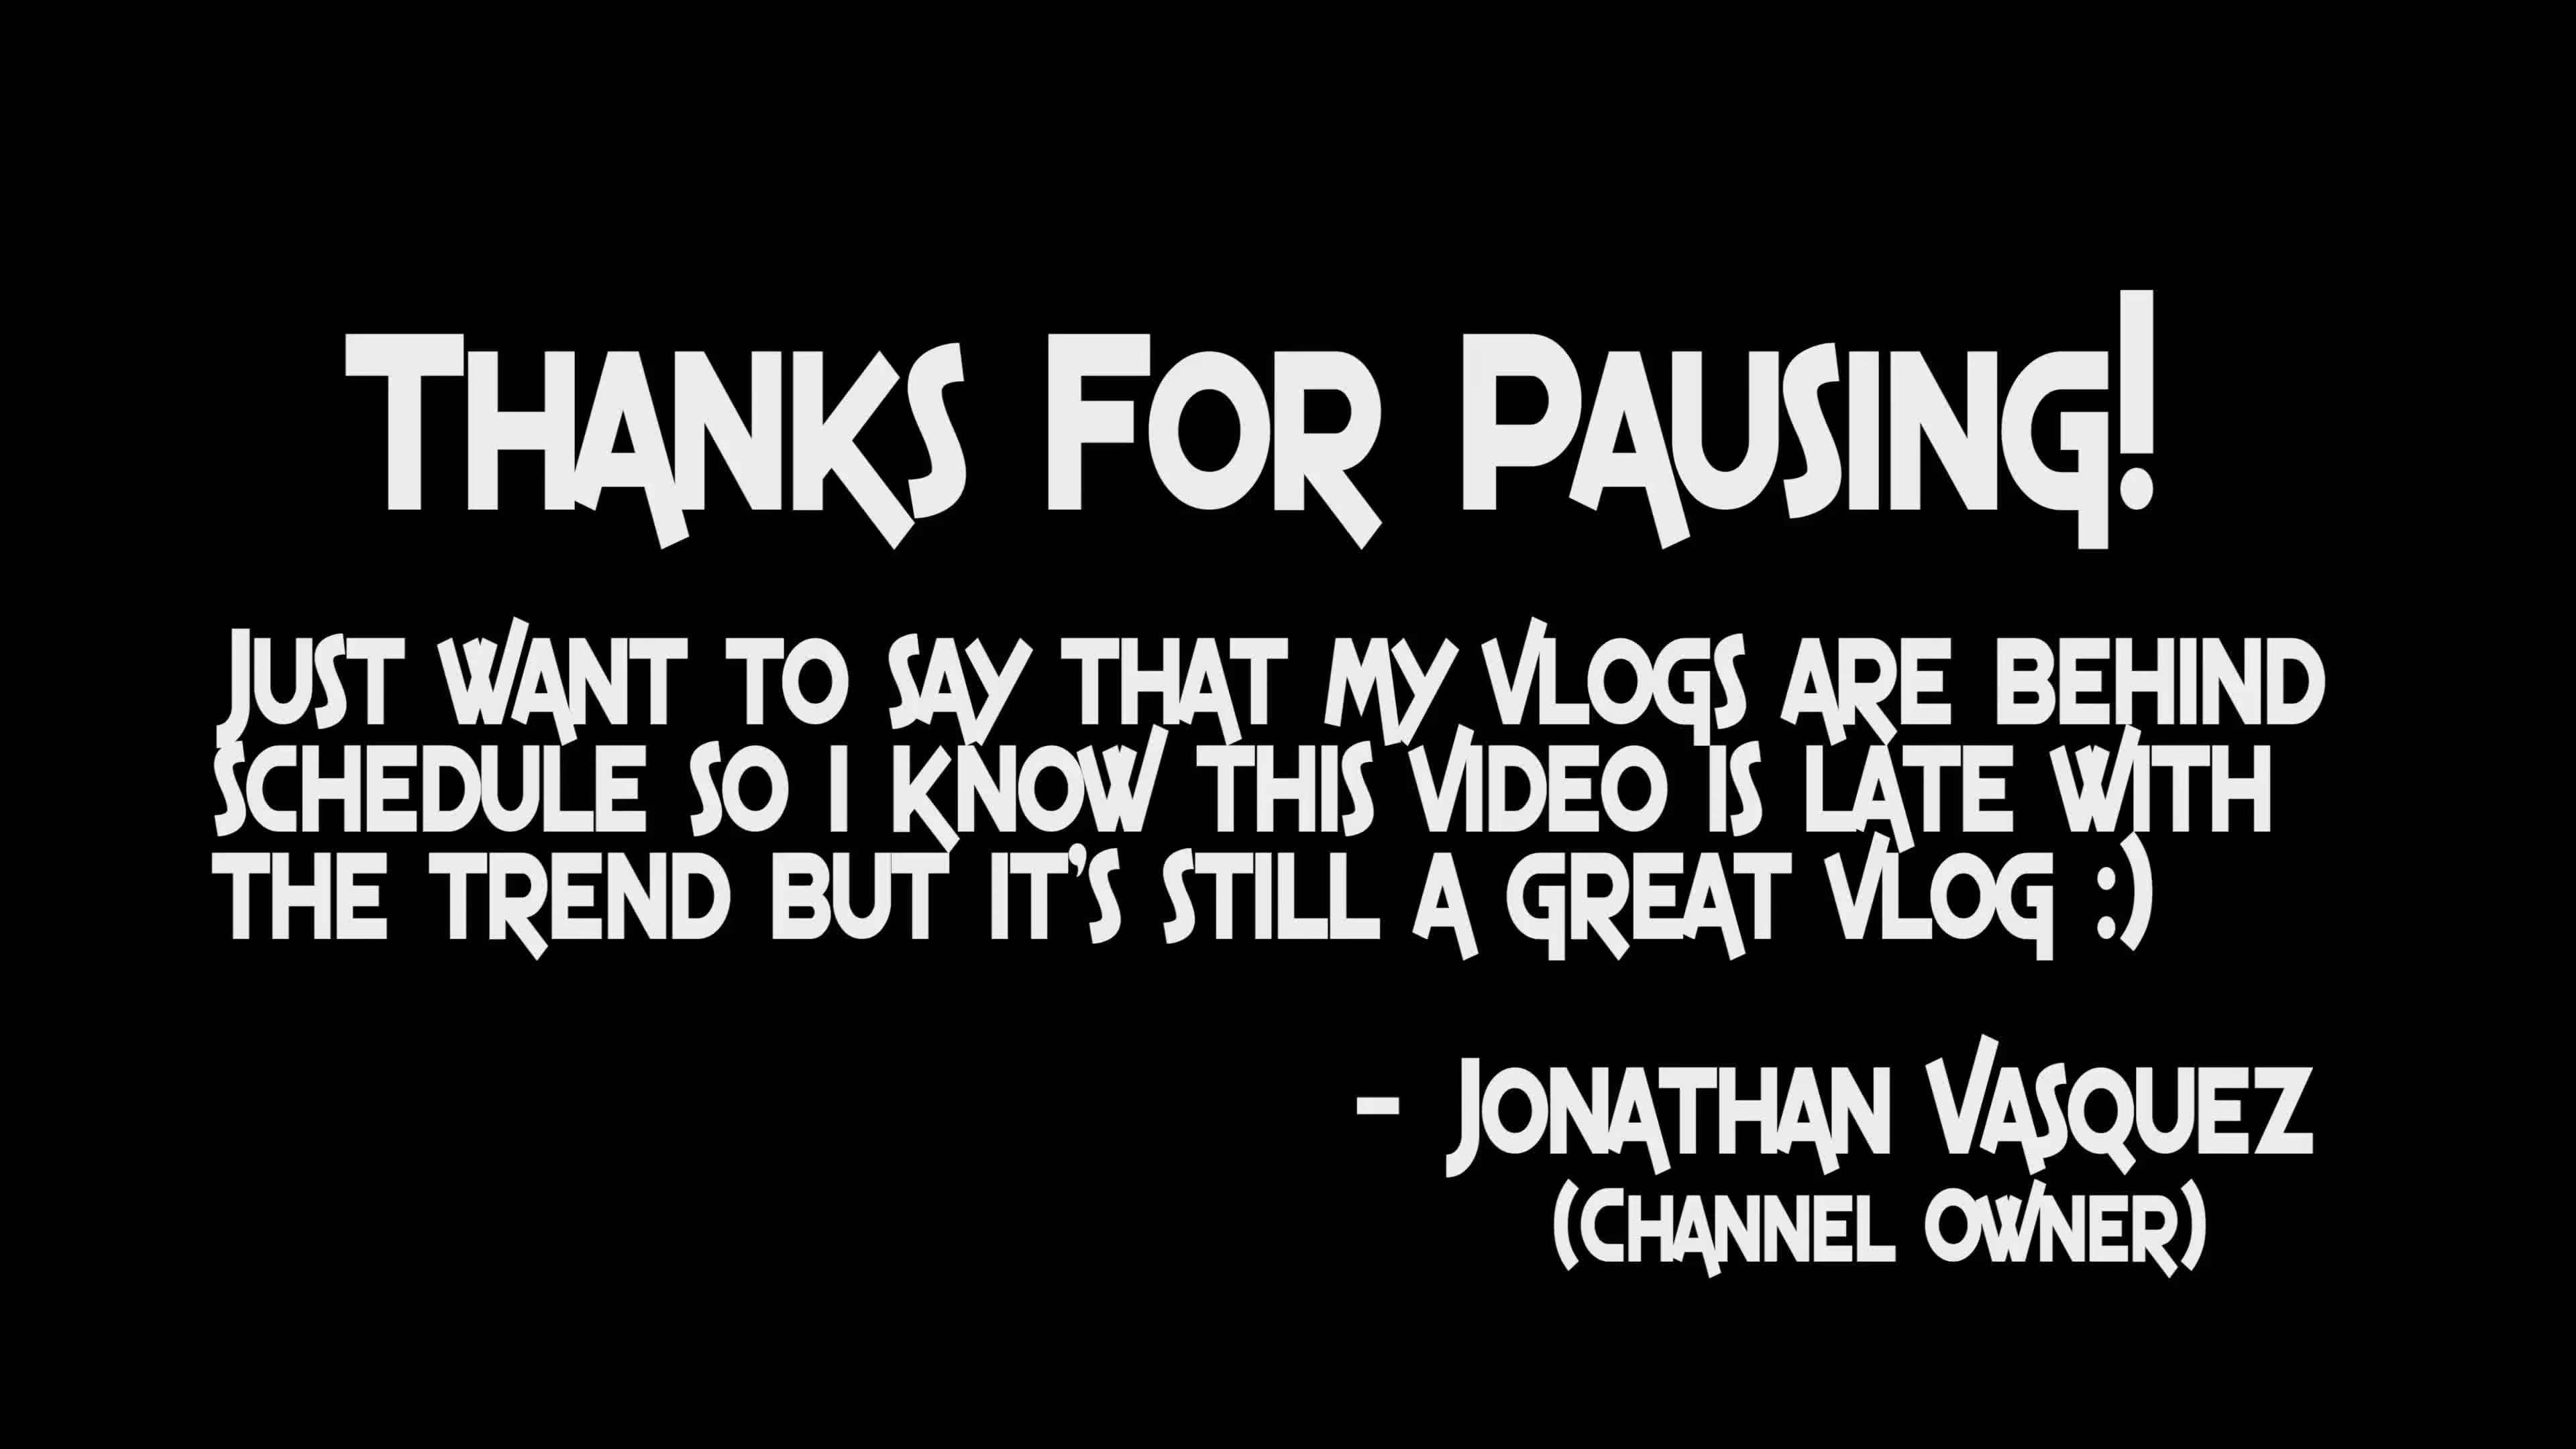 Thanks For Pausing!
Just want to say that my vlogs are behind
schedule so I know this video is late with
the trend but it's still a great vlog :)
- Jonathan Vasquez
(Channel Owner)